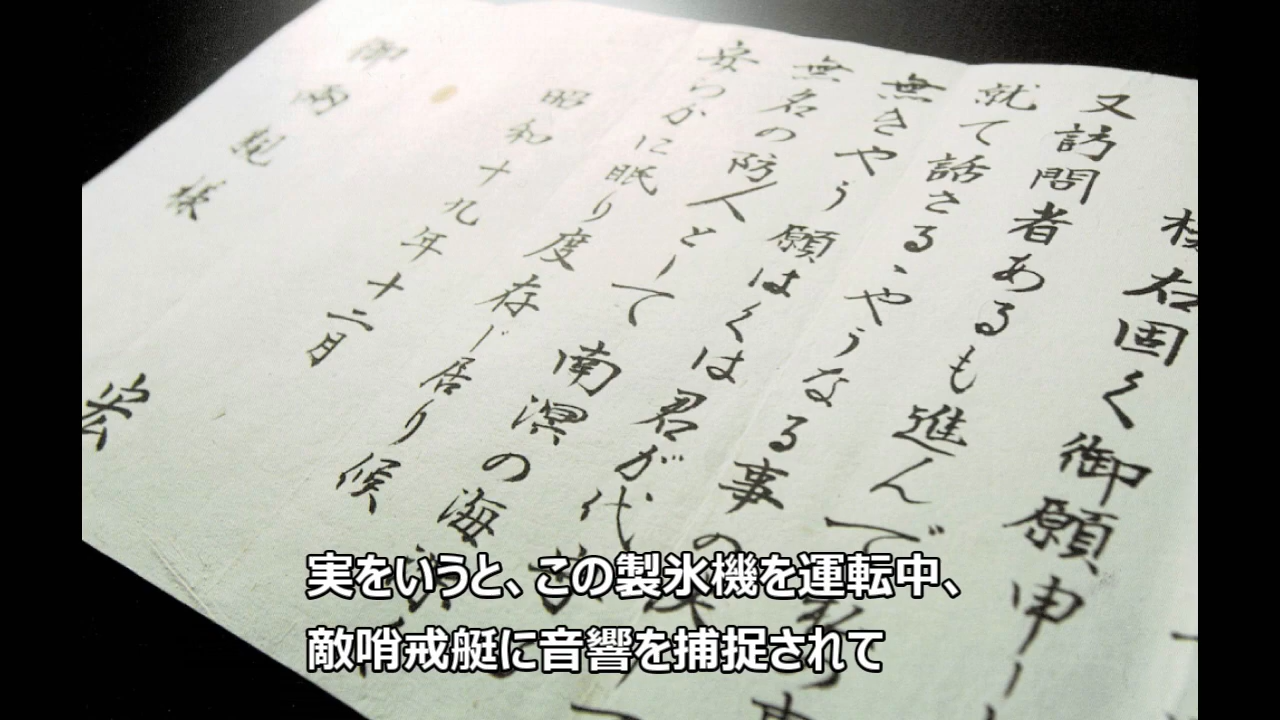 右固く御願申し
又訪問者あるも進んで私
就て話さる、やうなる事の決
無きやう願はくは君が代
無名の防人として南溟の海
安らかに眠り度存じ居り候
昭和十九年十二月
宏
御両親様
実をいうと、この製氷機を運転中、
敵哨戒艇に音響を捕捉されて